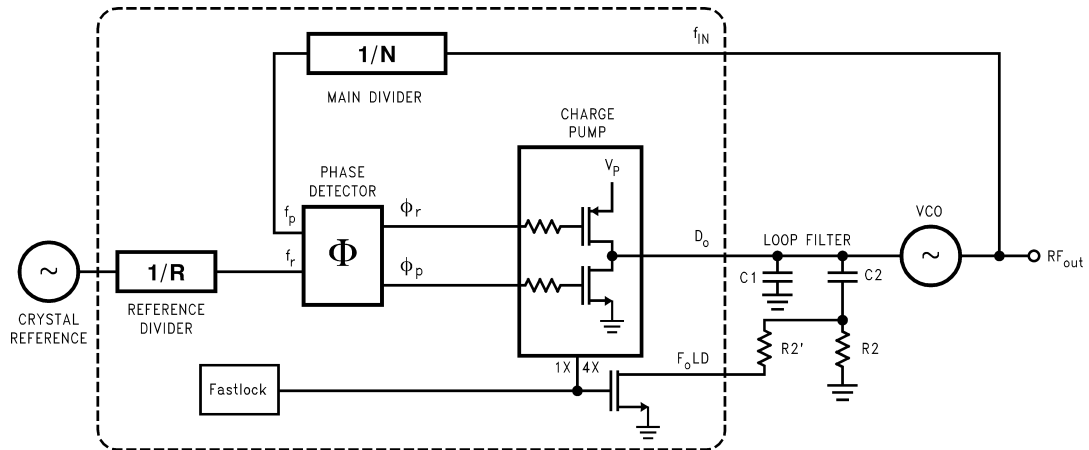 f_IN
1/N
MAIN DIVIDER
CHARGE
PUMP
V_P
PHASE
DETECTOR
f_p
f_r
Φ
ϕ_r
ϕ_p
D_o
LOOP FILTER
VCO
~
RF_out
C1
C2
~
1/R
CRYSTAL
REFERENCE
REFERENCE
DIVIDER
R2'
R2
1X
4X
F_oLD
Fastlock